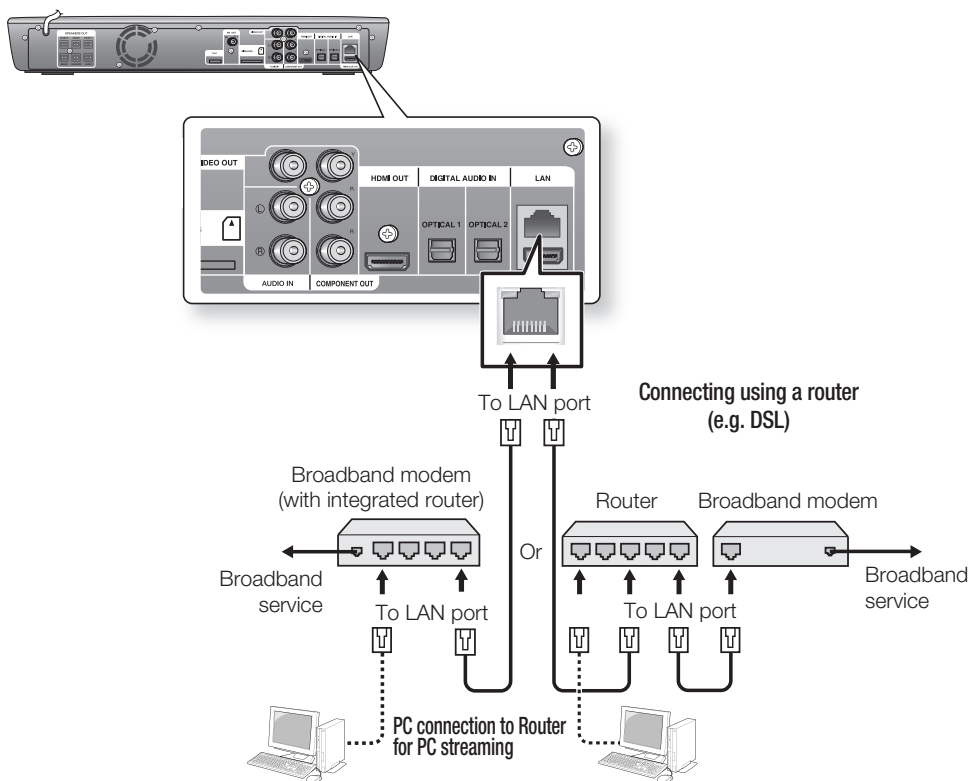 SPEAKERS OUT
IDEO OUT
HDMI OUT
DIGITAL AUDIO IN
LAN
OPTICAL 1
OPTICAL 2
L
R
Y
AUDIO IN
COMPONENT OUT
To LAN port
Connecting using a router
(e.g. DSL)
Broadband modem
(with integrated router)
Router
Broadband modem
Or
Broadband
service
To LAN port
To LAN port
Broadband
service
PC connection to Router
for PC streaming